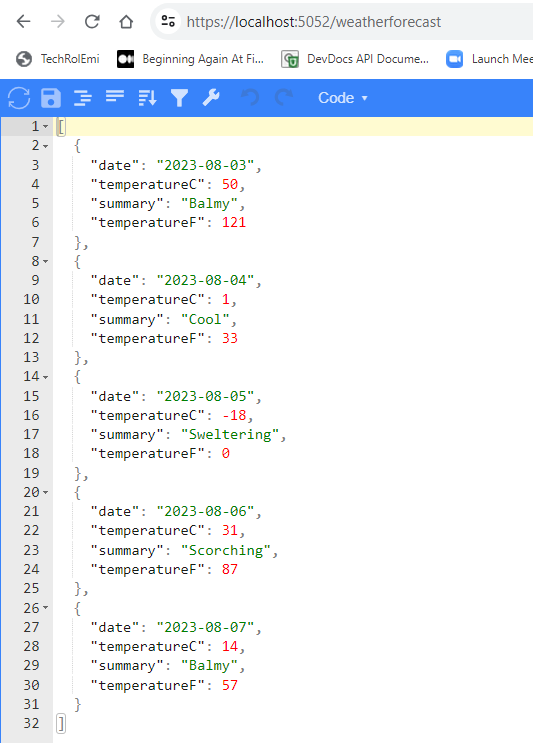 https://localhost:5052/weatherforecast
TechRolEmi Beginning Again At Fi... DevDocs API Docume... Launch Mee
Code
1 [
2 {
3 "date": "2023-08-03",
4 "temperatureC": 50,
5 "summary": "Balmy",
6 "temperatureF": 121
7 },
8 {
9 "date": "2023-08-04",
10 "temperatureC": 1,
11 "summary": "Cool",
12 "temperatureF": 33
13 },
14 {
15 "date": "2023-08-05",
16 "temperatureC": -18,
17 "summary": "Sweltering",
18 "temperatureF": 0
19 },
20 {
21 "date": "2023-08-06",
22 "temperatureC": 31,
23 "summary": "Scorching",
24 "temperatureF": 87
25 },
26 {
27 "date": "2023-08-07",
28 "temperatureC": 14,
29 "summary": "Balmy",
30 "temperatureF": 57
31 }
32 ]